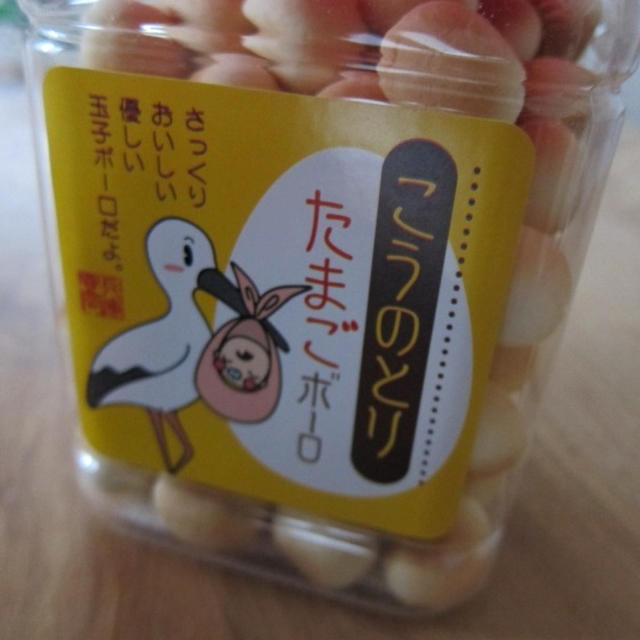 こうのとり
たまごボーロ
さっくり
おいしい
優しい
玉子ボーロだよ。